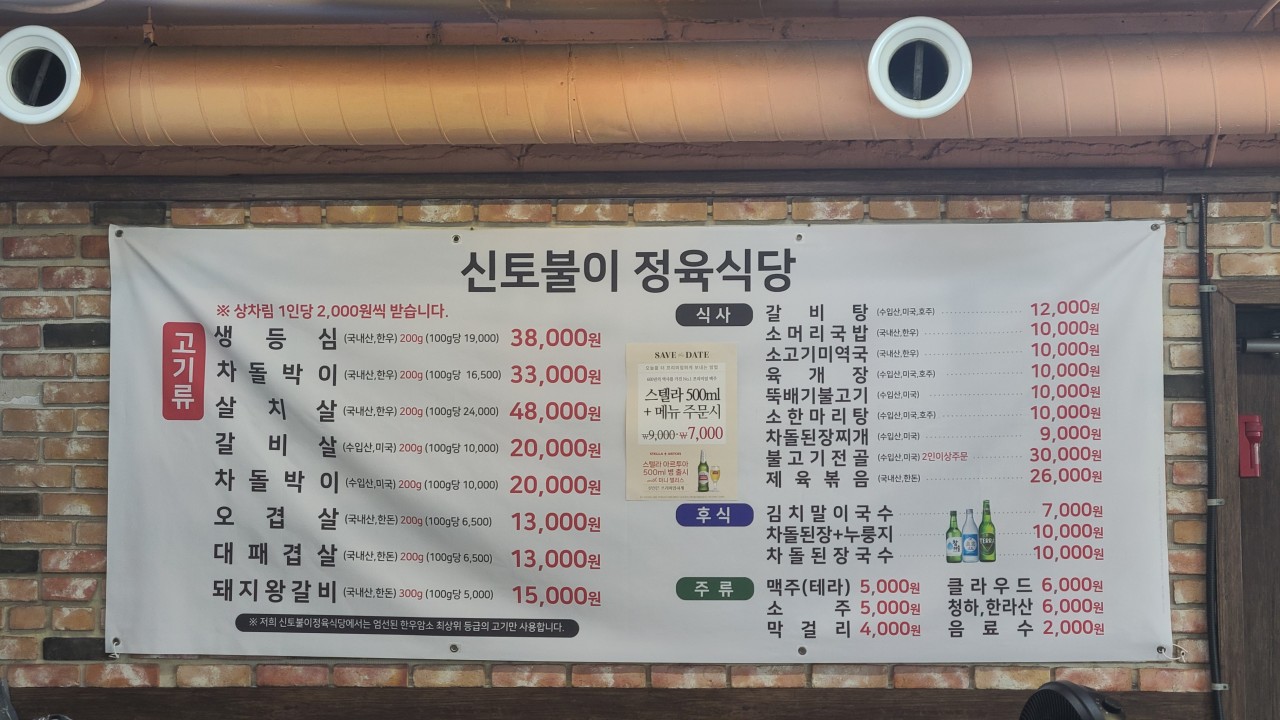 신토불이 정육식당
※ 상차림 1인당 2,000원씩 받습니다.
고기류
생등심 (국내산,한우) 200g (100g당 19,000) 38,000원
차돌박이 (국내산,한우) 200g (100g당 16,500) 33,000원
살치살 (국내산,한우) 200g (100g당 24,000) 48,000원
갈비살 (수입산,미국) 200g (100g당 10,000) 20,000원
차돌박이 (수입산,미국) 200g (100g당 10,000) 20,000원
오겹살 (국내산,한돈) 200g (100g당 6,500) 13,000원
대패겹살 (국내산,한돈) 200g (100g당 6,500) 13,000원
돼지왕갈비 (국내산,한돈) 300g (100g당 5,000) 15,000원
※ 저희 신토불이정육식당에서는 엄선된 한우암소 최상위 등급의 고기만 사용합니다.
SAVE the DATE
스텔라 500ml
+ 메뉴 주문시
₩9,000 ₩7,000
스텔라 아르투아
500ml 병 출시
식사
갈비탕 (수입산,미국,호주) 12,000원
소머리국밥 (국내산,한우) 10,000원
소고기미역국 (국내산,한우) 10,000원
육개장 (수입산,미국,호주) 10,000원
뚝배기불고기 (수입산,미국) 10,000원
소한마리탕 (수입산,미국,호주) 10,000원
차돌된장찌개 (수입산,미국) 9,000원
불고기전골 (수입산,미국) 2인이상주문 30,000원
제육볶음 (국내산,한돈) 26,000원
후식
김치말이국수 7,000원
차돌된장+누룽지 10,000원
차돌된장국수 10,000원
주류
맥주(테라) 5,000원 클라우드 6,000원
소주 5,000원 청하,한라산 6,000원
막걸리 4,000원 음료수 2,000원